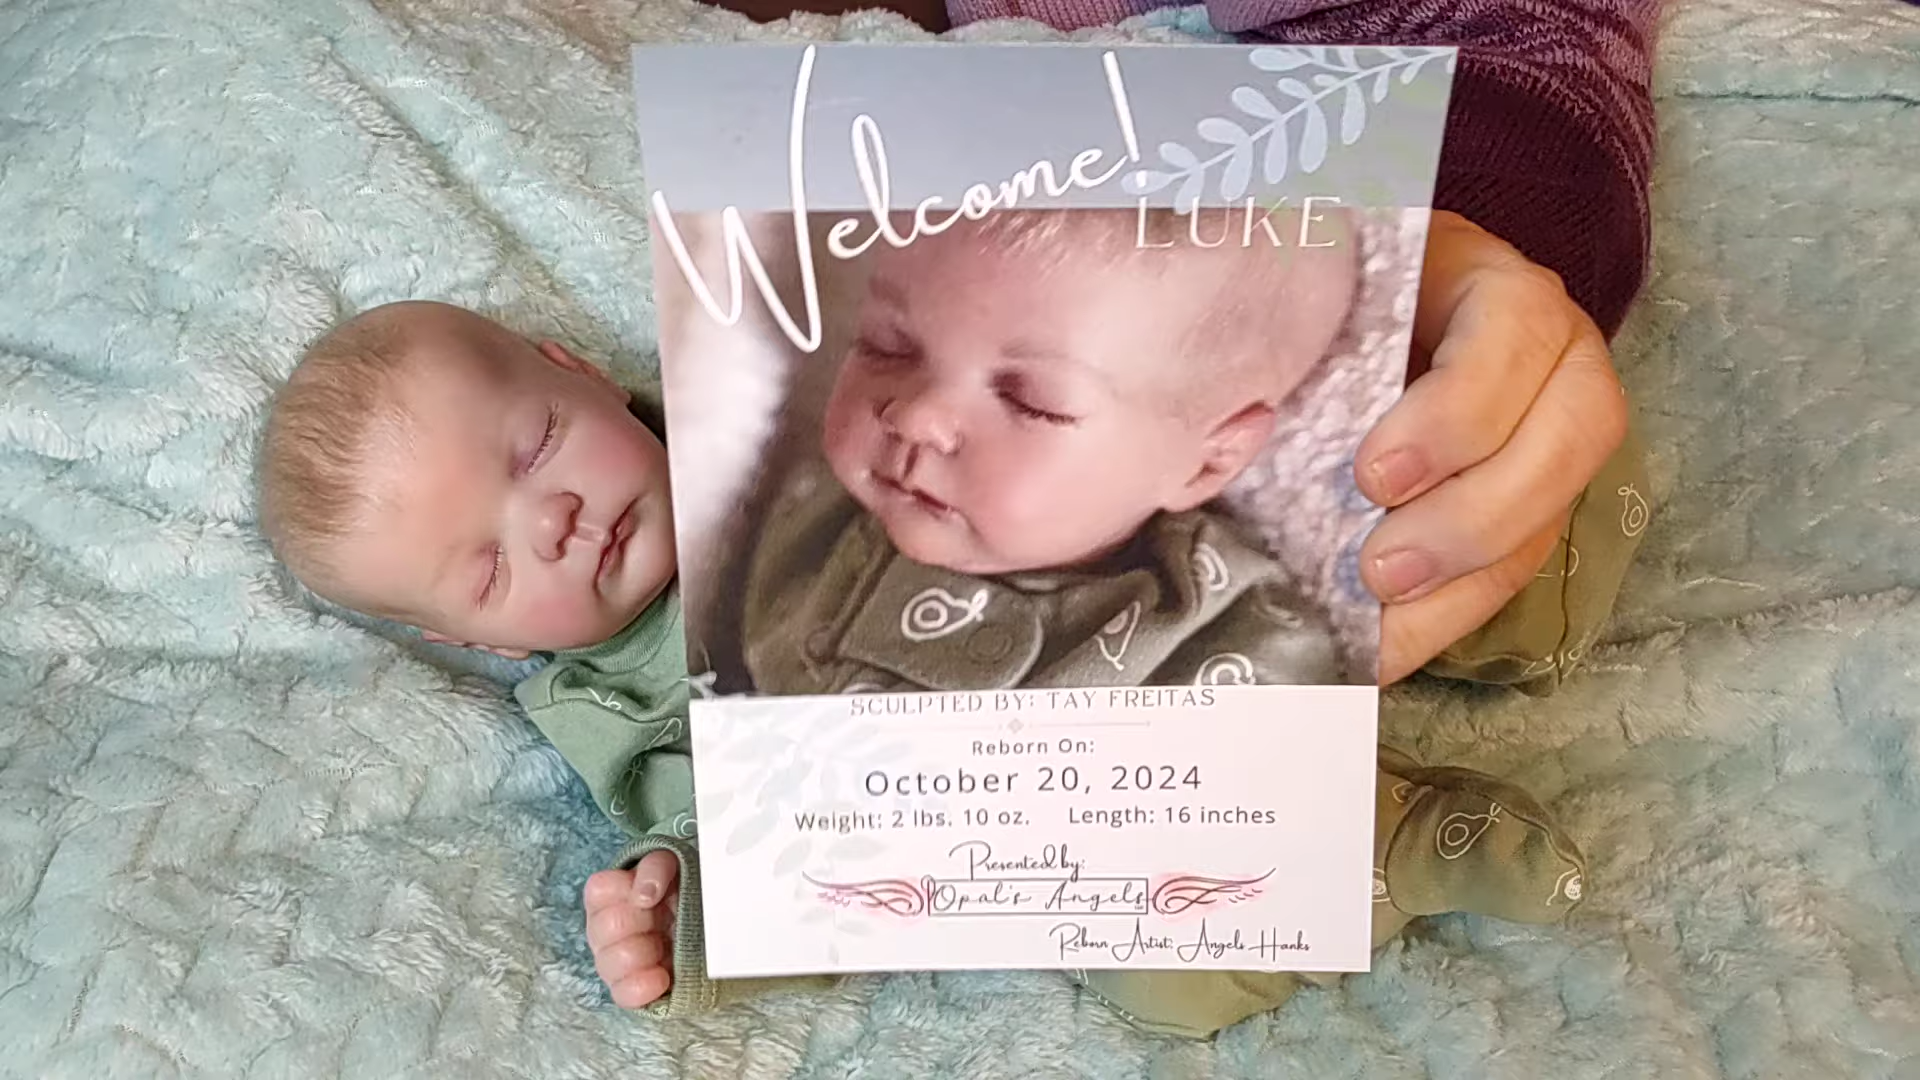 Welcome!
LUKE
SCULPTED BY: TAY FREITAS
Reborn On:
October 20, 2024
Weight: 2 lbs. 10 oz. Length: 16 inches
Presented by:
Opal's Angels
Reborn Artist: Angela Hanks